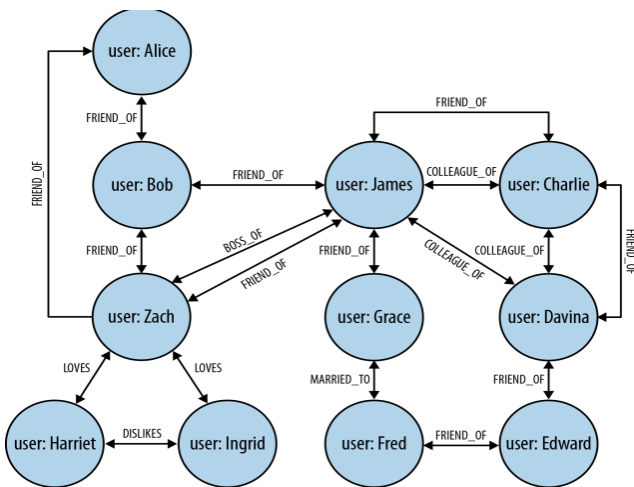 user: Alice
FRIEND_OF
FRIEND_OF
FRIEND_OF
user: Bob
FRIEND_OF
user: James
COLLEAGUE_OF
user: Charlie
FRIEND_OF
BOSS_OF
FRIEND_OF
FRIEND_OF
COLLEAGUE_OF
COLLEAGUE_OF
FRIEND_OF
user: Zach
user: Grace
user: Davina
LOVES
LOVES
MARRIED_TO
FRIEND_OF
user: Harriet
DISLIKES
user: Ingrid
user: Fred
FRIEND_OF
user: Edward